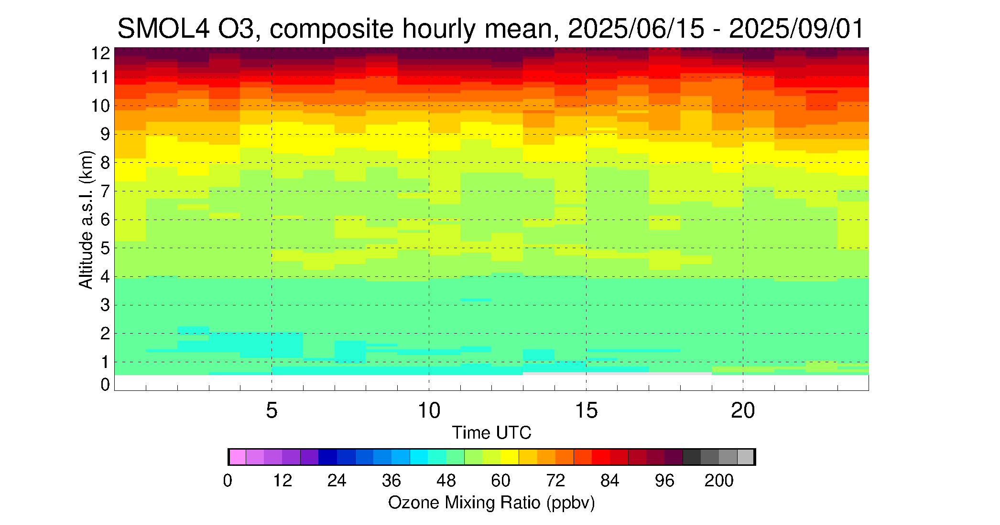 SMOL4 O3, composite hourly mean, 2025/06/15 - 2025/09/01
12
11
10
9
8
7
6
5
4
3
2
1
0
Altitude a.s.l. (km)
5 10 15 20
Time UTC
0 12 24 36 48 60 72 84 96 200
Ozone Mixing Ratio (ppbv)